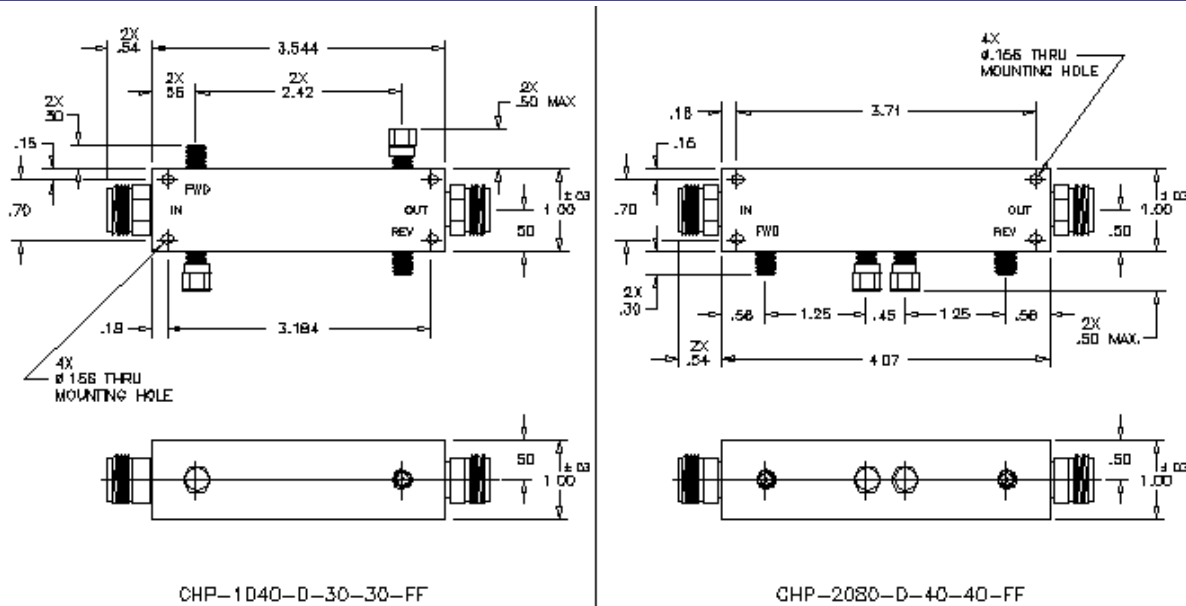 2X
.54
3.544
2X
.56
2X
2.42
2X
.50 MAX
2X
.30
.15
.70
FWD
IN
OUT
REV
1.00
±.03
.50
.18
3.184
4X
Ø.156 THRU
MOUNTING HOLE
.50
1.00
±.03
CHP-1040-D-30-30-FF
4X
Ø.156 THRU
MOUNTING HOLE
.18
3.71
.15
.70
IN
FWD
OUT
REV
1.00
±.03
.50
2X
.30
.56
1.25
.45
1.25
.56
2X
.50 MAX.
2X
.54
4.07
.50
1.00
±.03
CHP-2080-D-40-40-FF